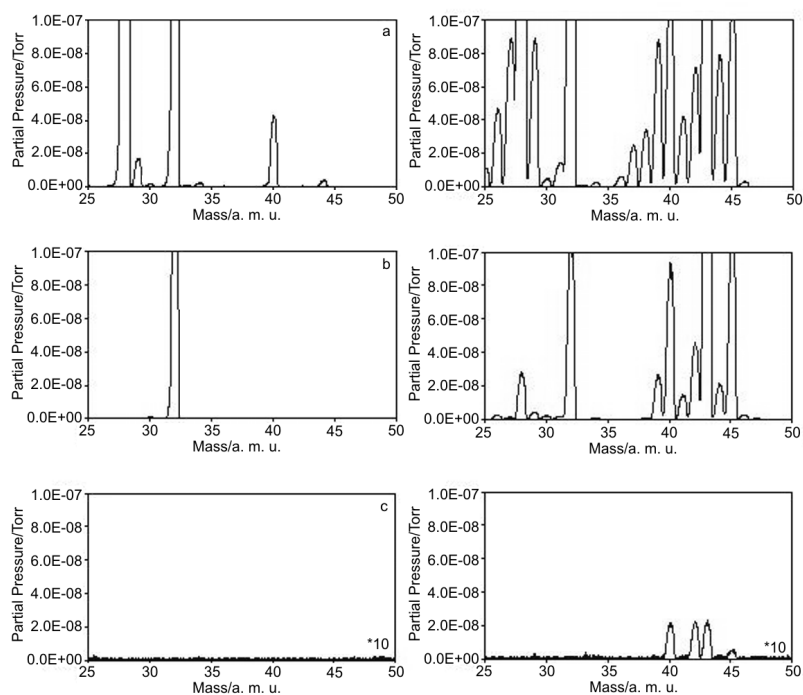 1.0E-07
8.0E-08
6.0E-08
4.0E-08
2.0E-08
0.0E+00
Partial Pressure/Torr
a
25 30 35 40 45 50
Mass/a. m. u.
1.0E-07
8.0E-08
6.0E-08
4.0E-08
2.0E-08
0.0E+00
Partial Pressure/Torr
25 30 35 40 45 50
Mass/a. m. u.
1.0E-07
8.0E-08
6.0E-08
4.0E-08
2.0E-08
0.0E+00
Partial Pressure/Torr
b
25 30 35 40 45 50
Mass/a. m. u.
1.0E-07
8.0E-08
6.0E-08
4.0E-08
2.0E-08
0.0E+00
Partial Pressure/Torr
25 30 35 40 45 50
Mass/a. m. u.
1.0E-07
8.0E-08
6.0E-08
4.0E-08
2.0E-08
0.0E+00
Partial Pressure/Torr
c
*10
25 30 35 40 45 50
Mass/a. m. u.
1.0E-07
8.0E-08
6.0E-08
4.0E-08
2.0E-08
0.0E+00
Partial Pressure/Torr
*10
25 30 35 40 45 50
Mass/a. m. u.